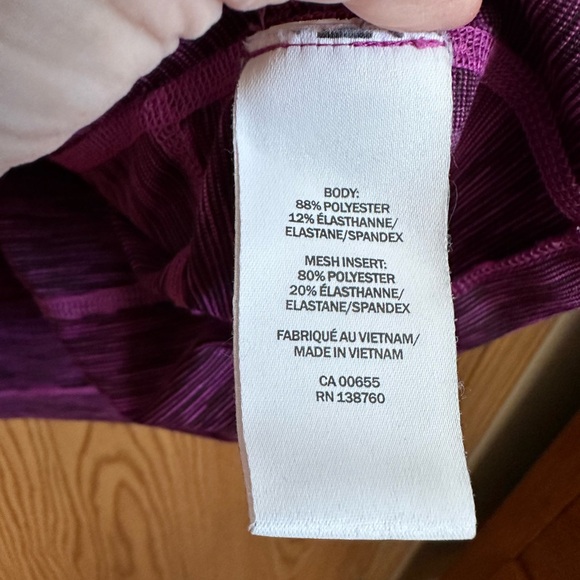 BODY:
88% POLYESTER
12% ÉLASTHANNE/
ELASTANE/SPANDEX
MESH INSERT:
80% POLYESTER
20% ÉLASTHANNE/
ELASTANE/SPANDEX
FABRIQUÉ AU VIETNAM/
MADE IN VIETNAM
CA 00655
RN 138760